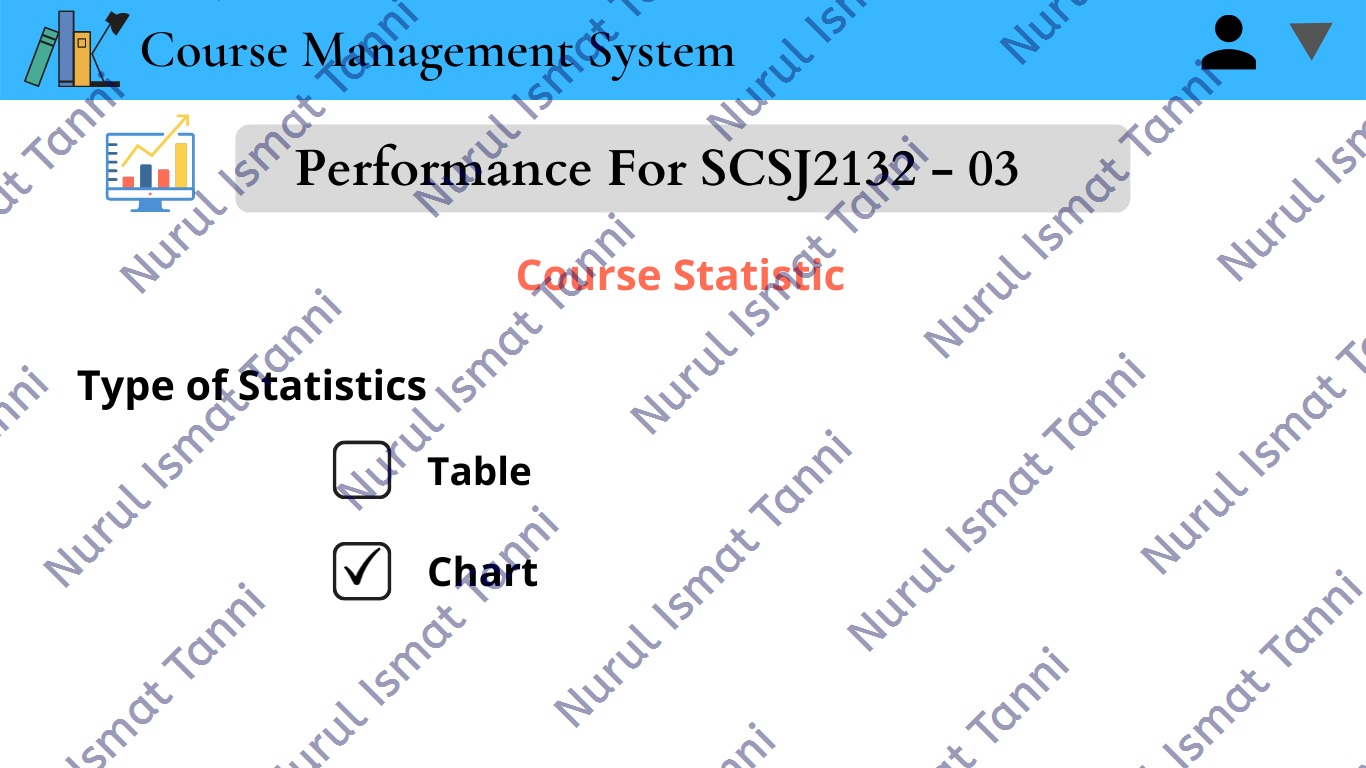 Course Management System
Performance For SCSJ2132 - 03
Course Statistic
Type of Statistics
Table
Chart
Nurul Ismat Tanni